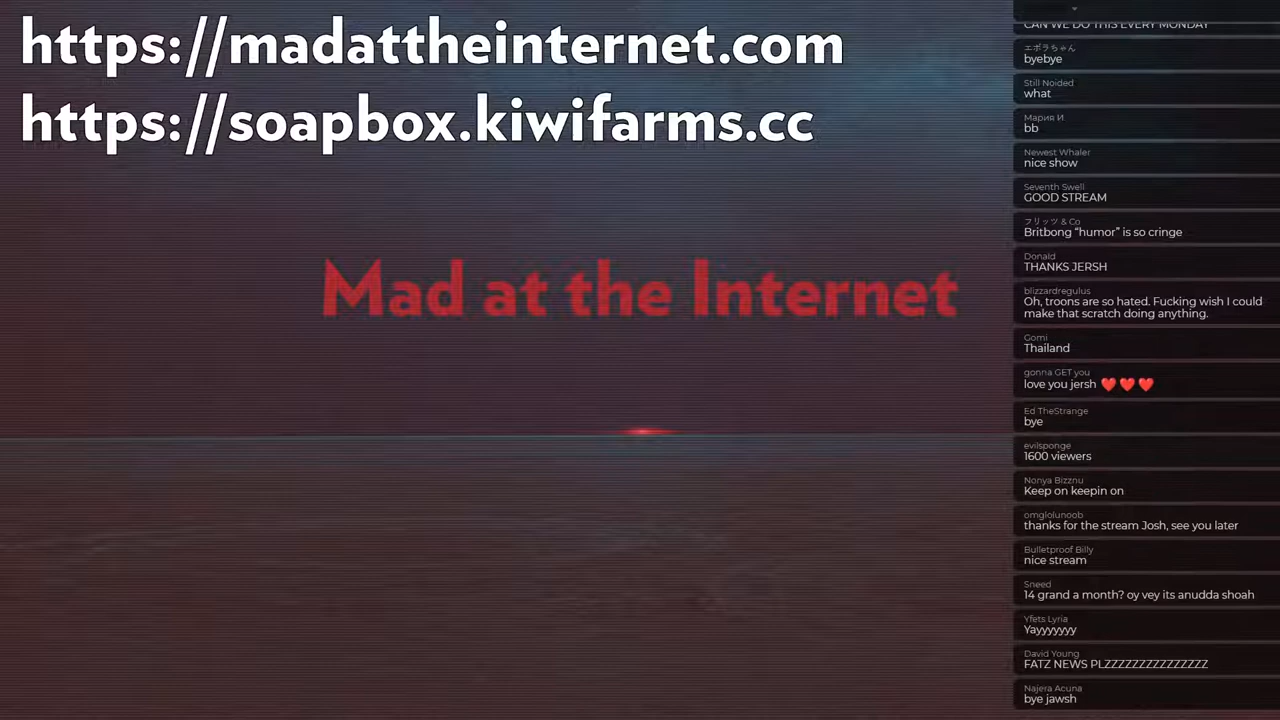 https://madattheinternet.com
https://soapbox.kiwifarms.cc
Mad at the Internet
CAN WE DO THIS EVERY MONDAY
エボラちゃん
byebye
Still Noided
what
Мария И.
bb
Newest Whaler
nice show
Seventh Swell
GOOD STREAM
フリッツ & Co
Britbong “humor” is so cringe
Donald
THANKS JERSH
blizzardregulus
Oh, troons are so hated. Fucking wish I could
make that scratch doing anything.
Gomi
Thailand
gonna GET you
love you jersh ❤️ ❤️ ❤️
Ed TheStrange
bye
evilsponge
1600 viewers
Nonya Bizznu
Keep on keepin on
omglolunoob
thanks for the stream Josh, see you later
Bulletproof Billy
nice stream
Sneed
14 grand a month? oy vey its anudda shoah
Yfets Lyria
Yayyyyyyy
David Young
FATZ NEWS PLZZZZZZZZZZZZZZZ
Najera Acuna
bye jawsh